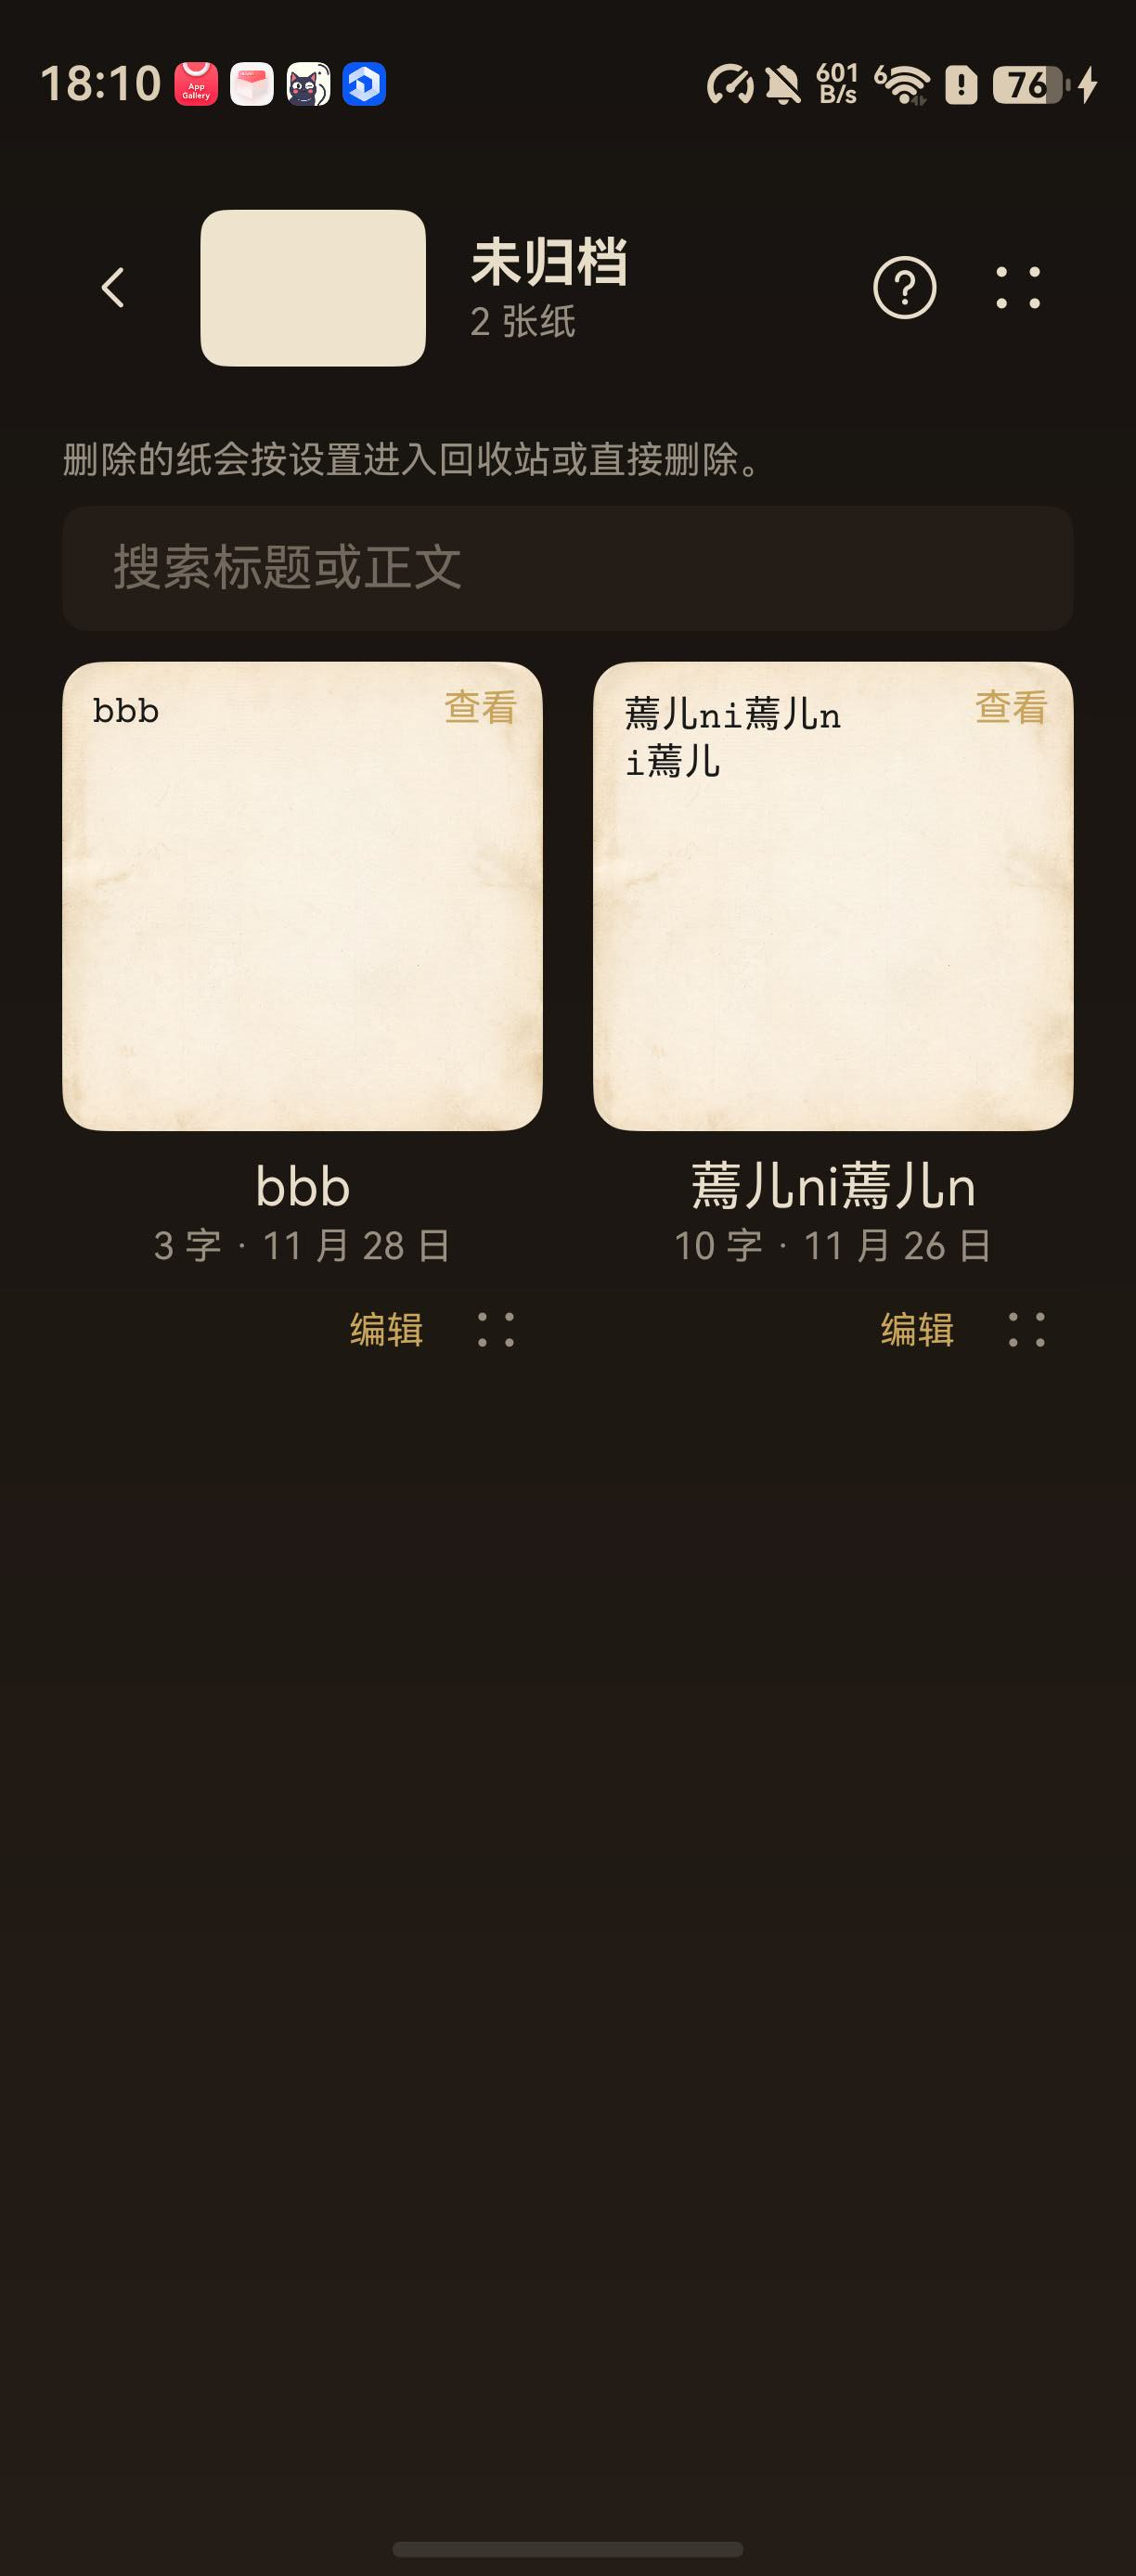 18:10
App
Gallery
601
B/s
6
76
未归档
2 张纸
删除的纸会按设置进入回收站或直接删除。
搜索标题或正文
bbb
查看
蔫儿ni蔫儿n
i蔫儿
查看
bbb
3 字 · 11 月 28 日
编辑
蔫儿ni蔫儿n
10 字 · 11 月 26 日
编辑